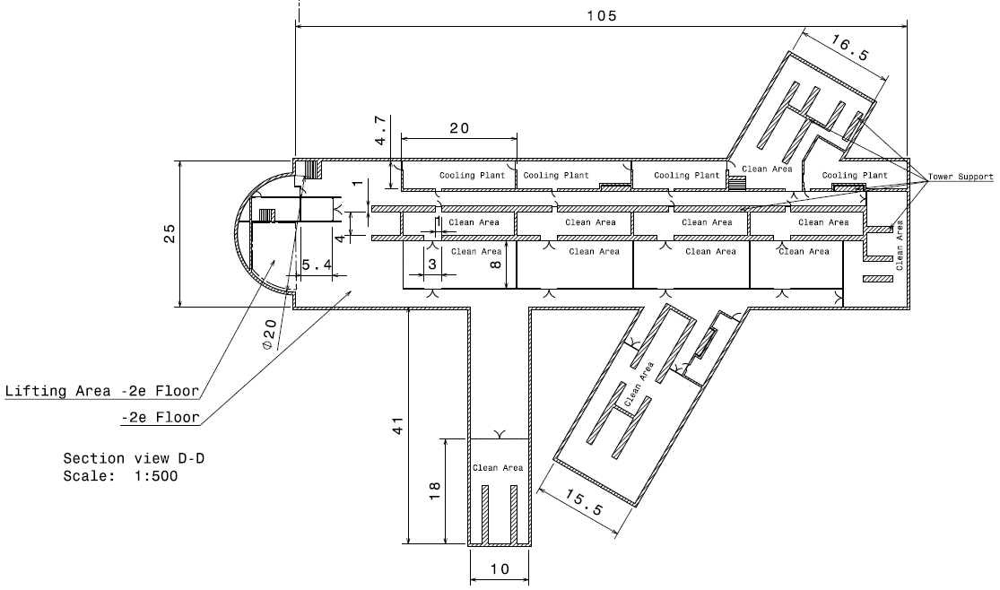 105
16.5
4.7
20
Cooling Plant
Cooling Plant
Cooling Plant
Clean Area
Cooling Plant
Tower Support
1
Clean Area
Clean Area
Clean Area
Clean Area
1
25
4
Clean Area
Clean Area
Clean Area
Clean Area
Clean Area
5.4
3
8
Φ20
Lifting Area -2e Floor
-2e Floor
41
Clean Area
Section view D-D
Scale: 1:500
Clean Area
18
15.5
10